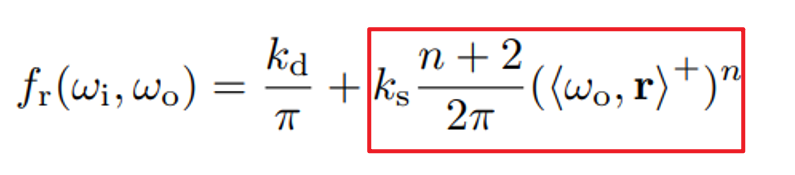 f_r(ω_i, ω_o) = k_d/π + k_s (n + 2)/(2π) (⟨ω_o, r⟩⁺)ⁿ